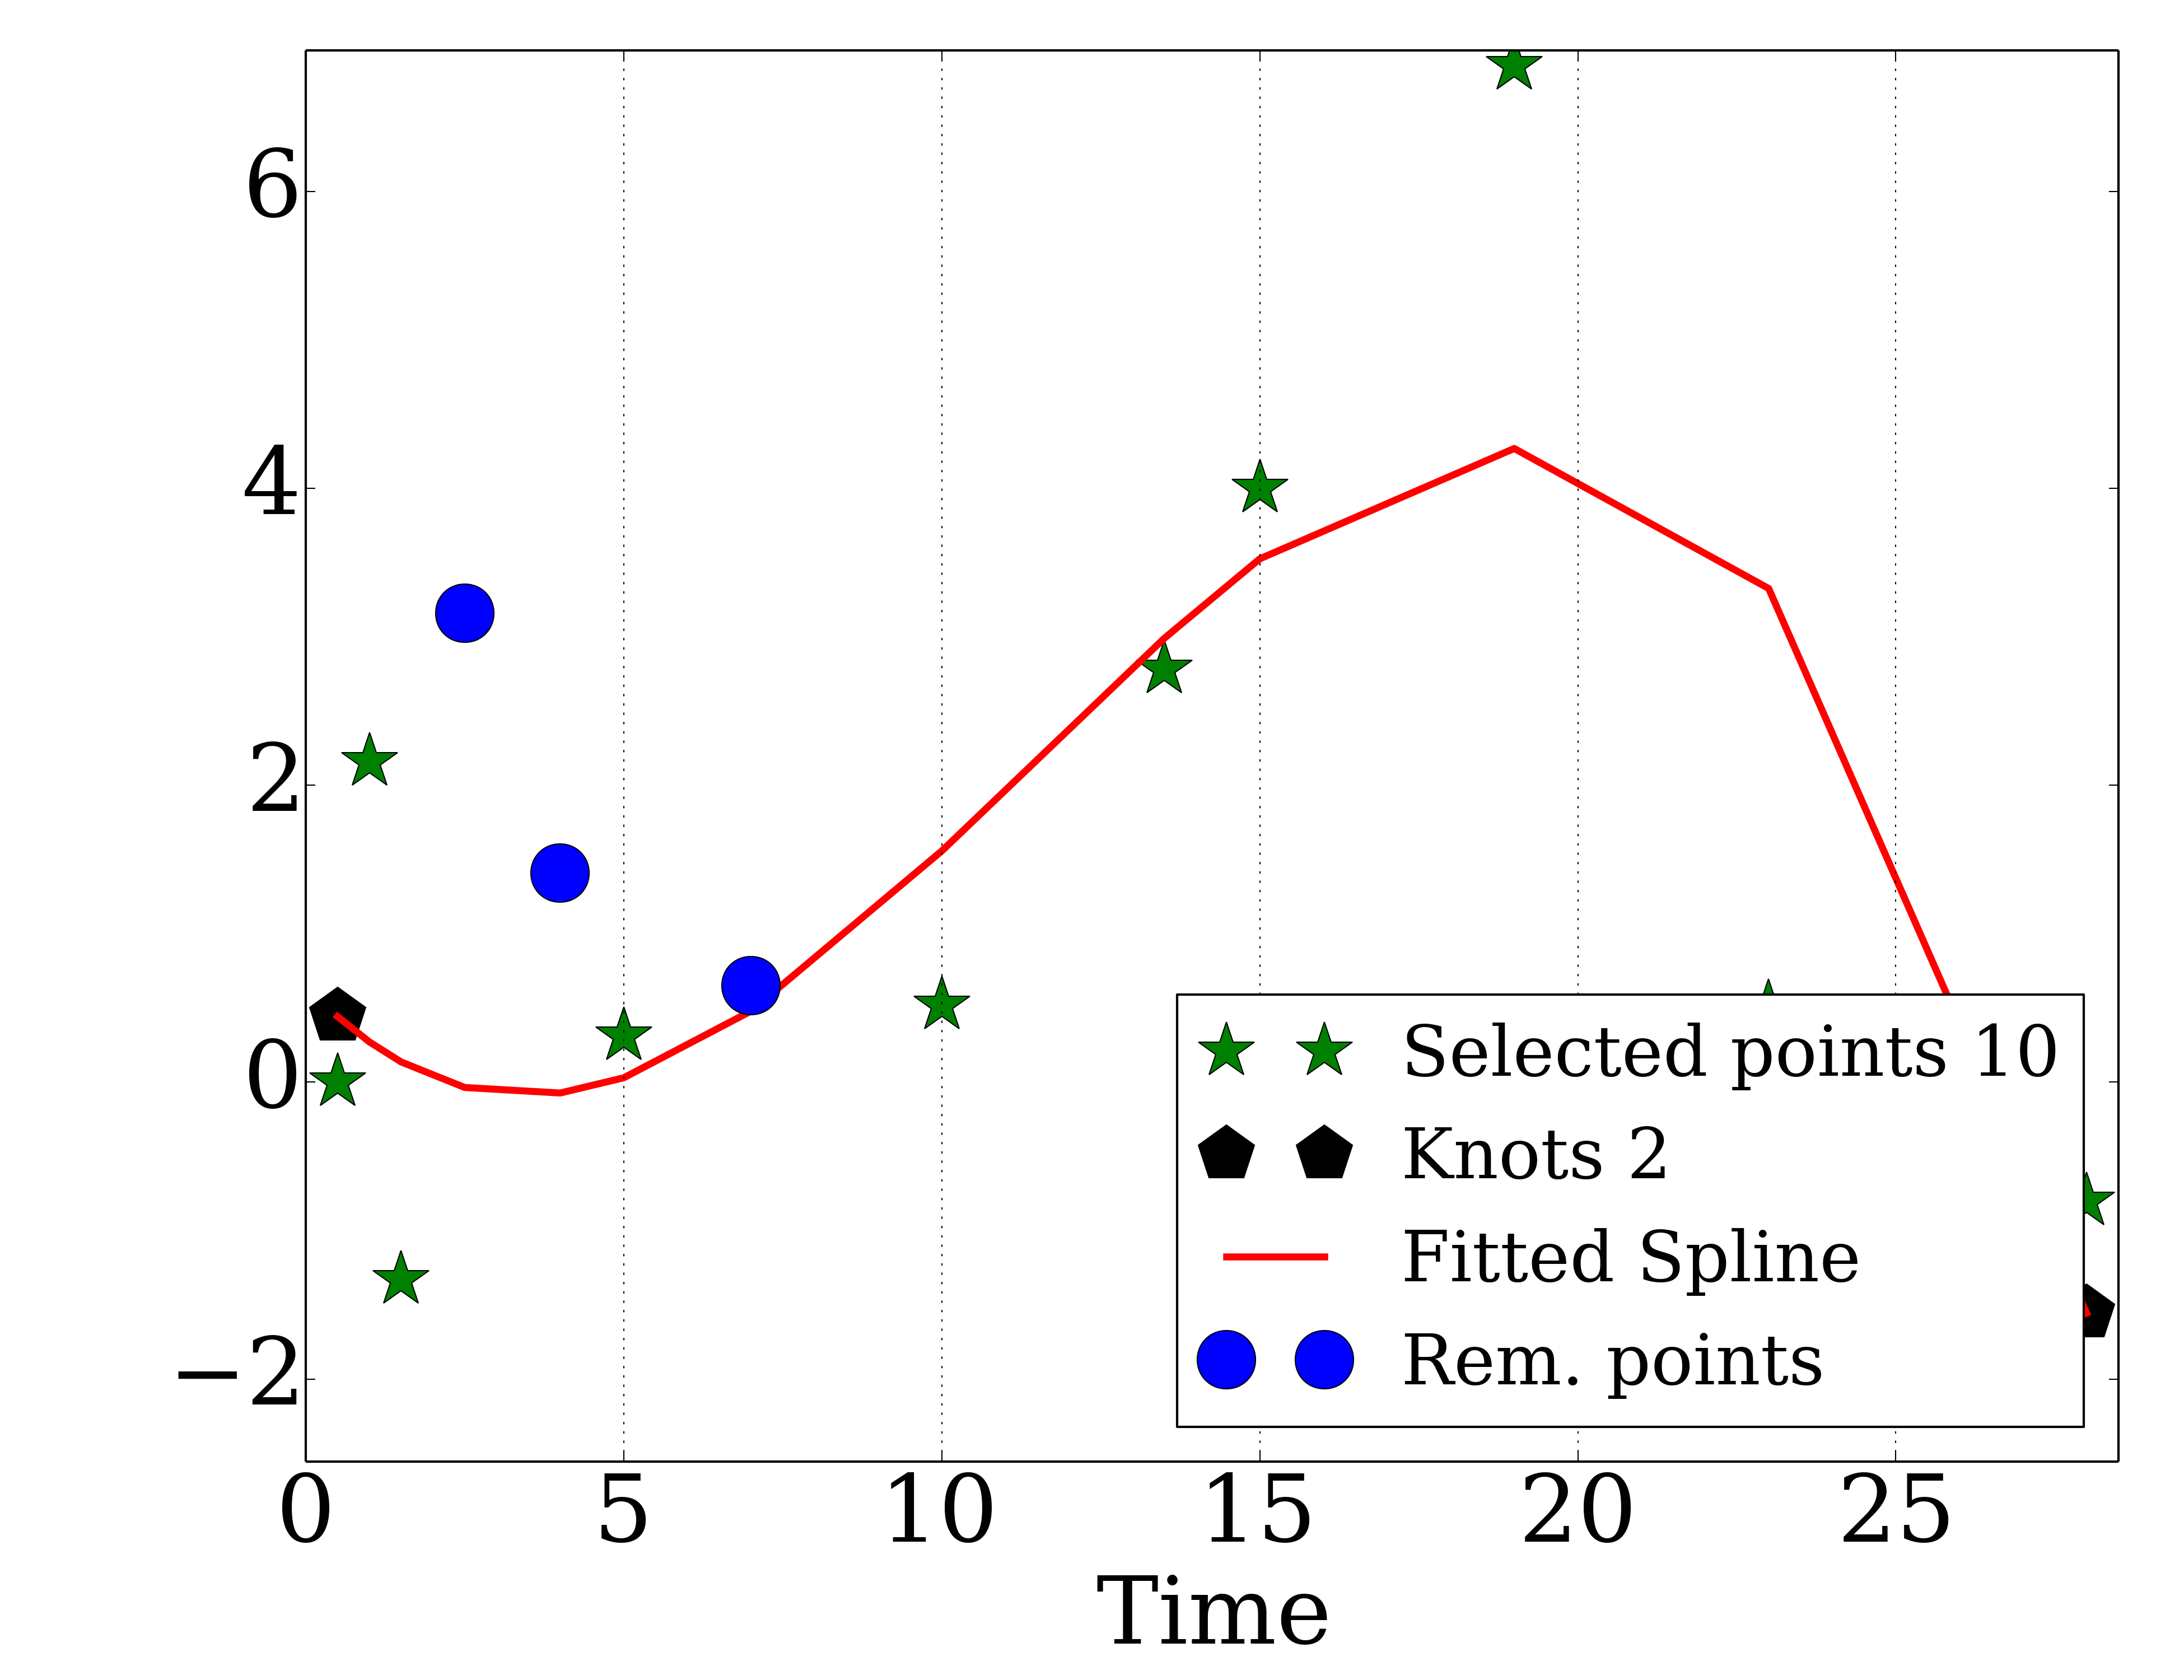 6
4
2
0
−2
Selected points 10
Knots 2
Fitted Spline
Rem. points
0 5 10 15 20 25
Time